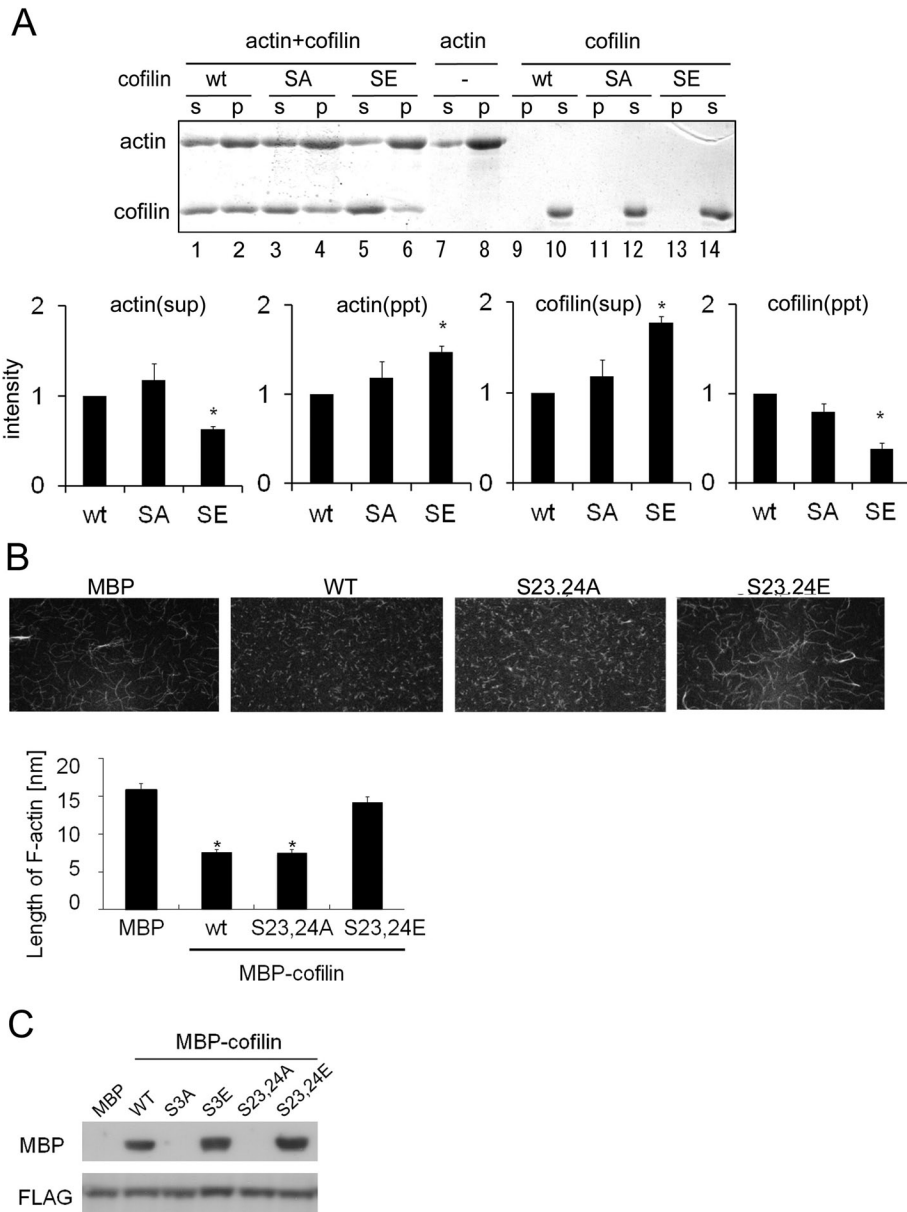 A
actin+cofilin actin cofilin
cofilin wt SA SE - wt SA SE
s p s p s p s p p s p s p s
actin
cofilin
1 2 3 4 5 6 7 8 9 10 11 12 13 14
intensity
2 1 0
actin(sup)
*
wt SA SE
2 1 0
actin(ppt)
*
wt SA SE
2 1 0
cofilin(sup)
*
wt SA SE
2 1 0
cofilin(ppt)
*
wt SA SE
B
MBP WT S23.24A S23.24E
Length of F-actin [nm]
20
15
10
5
0
* *
MBP wt S23,24A S23,24E
MBP-cofilin
C
MBP-cofilin
MBP WT S3A S3E S23,24A S23,24E
MBP
FLAG